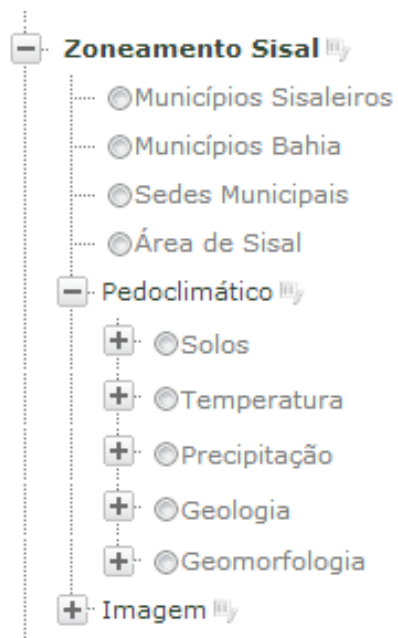 Zoneamento Sisal
Municípios Sisaleiros
Municípios Bahia
Sedes Municipais
Área de Sisal
Pedoclimático
Solos
Temperatura
Precipitação
Geologia
Geomorfologia
Imagem